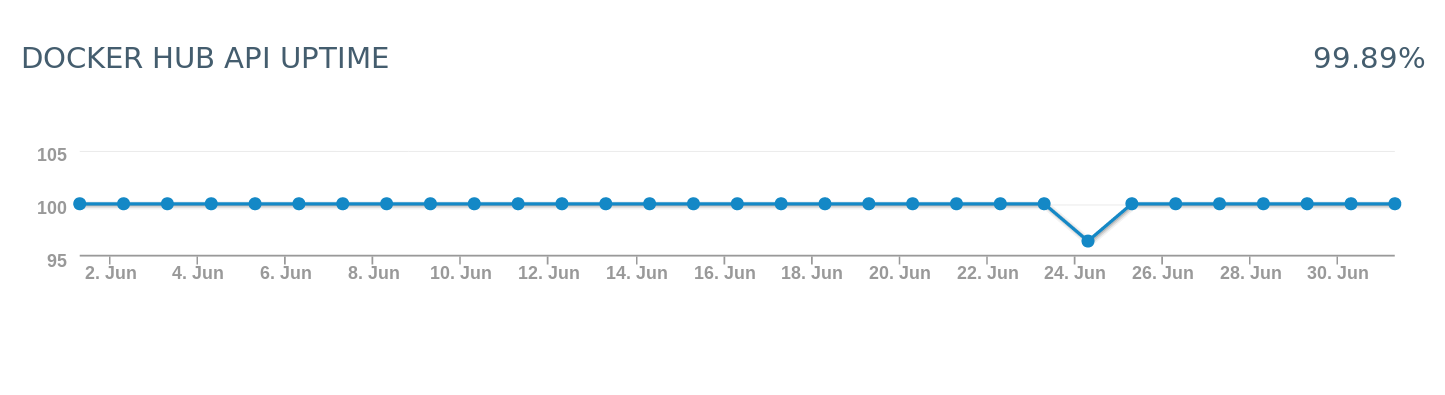 DOCKER HUB API UPTIME 99.89%
105
100
95
2. Jun 4. Jun 6. Jun 8. Jun 10. Jun 12. Jun 14. Jun 16. Jun 18. Jun 20. Jun 22. Jun 24. Jun 26. Jun 28. Jun 30. Jun